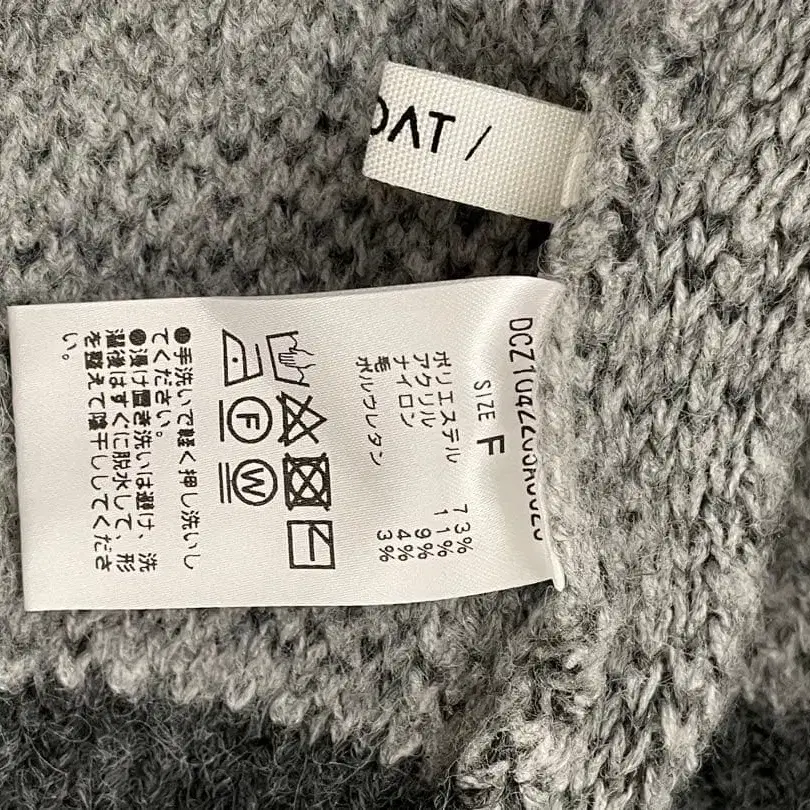 SIZE F
ポリエステル 73%
アクリル 11%
ナイロン 9%
毛 4%
ポリウレタン 3%
F
W
●手洗いで軽く押し洗いし
てください。
●漬け置き洗いは避け、洗
濯後はすぐに脱水して、形
を整えて陰干ししてくださ
い。